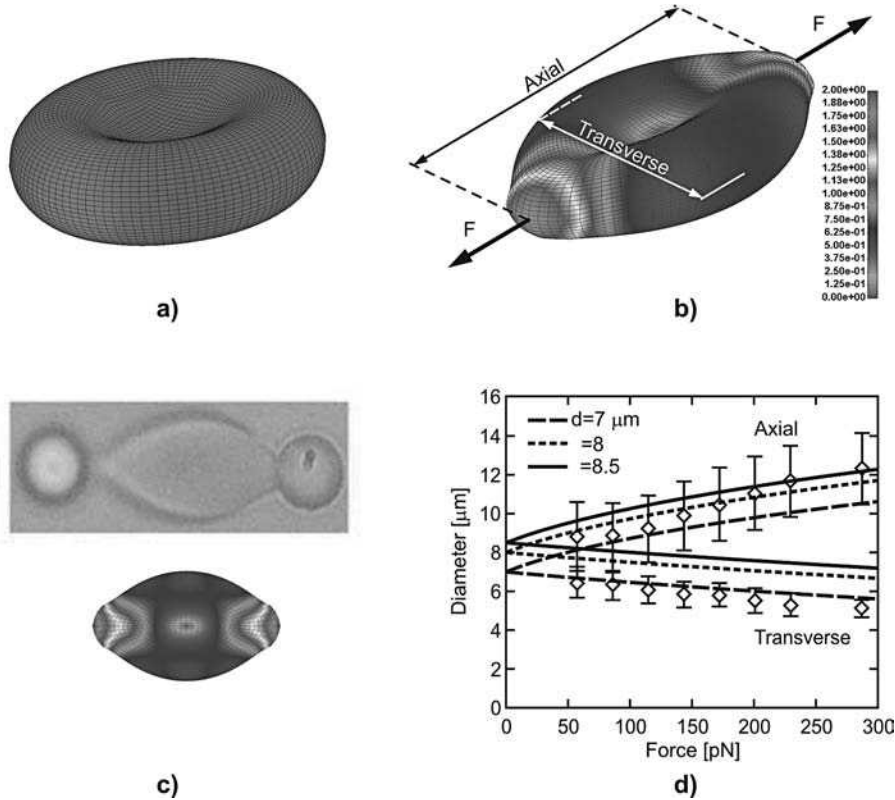 F
Axial
Transverse
F
2.00e+00
1.88e+00
1.75e+00
1.63e+00
1.50e+00
1.38e+00
1.25e+00
1.13e+00
1.00e+00
8.75e-01
7.50e-01
6.25e-01
5.00e-01
3.75e-01
2.50e-01
1.25e-01
0.00e+00
a)
b)
16
14
12
10
8
6
4
2
0
Diameter [μm]
d=7 μm
=8
=8.5
Axial
Transverse
0 50 100 150 200 250 300
Force [pN]
c)
d)